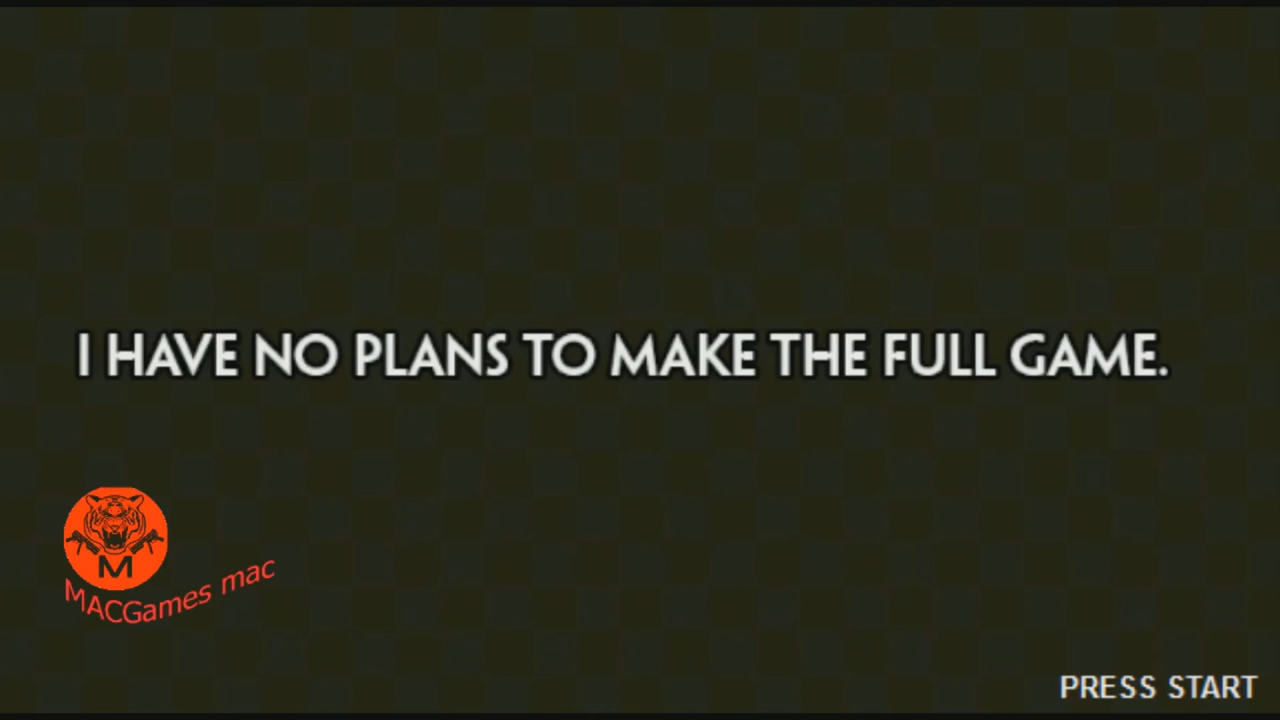 I HAVE NO PLANS TO MAKE THE FULL GAME.
M
MACGames mac
PRESS START